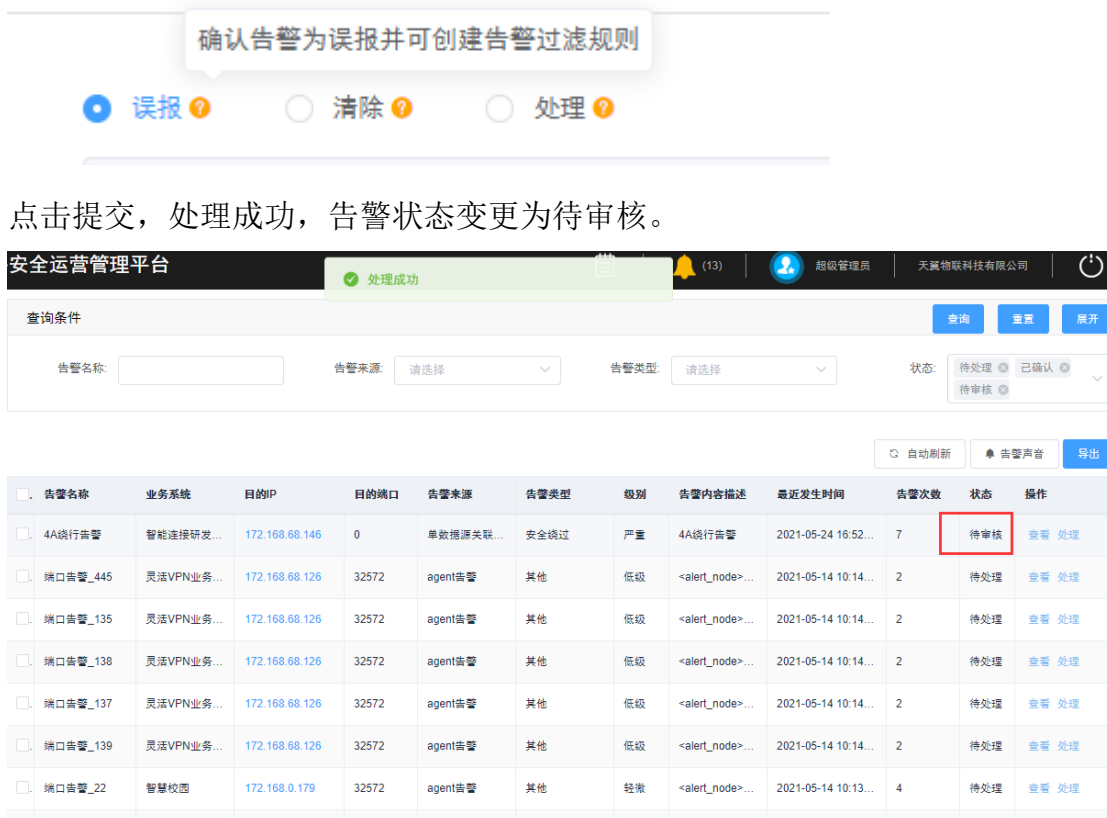 确认告警为误报并可创建告警过滤规则
误报 ? 清除 ? 处理 ?
点击提交，处理成功，告警状态变更为待审核。
安全运营管理平台 处理成功 (13) 超级管理员 天翼物联科技有限公司
查询条件 查询 重置 展开
告警名称: 告警来源: 请选择 告警类型: 请选择 状态: 待处理 已确认
待审核
自动刷新 告警声音 导出
告警名称 业务系统 目的IP 目的端口 告警来源 告警类型 级别 告警内容描述 最近发生时间 告警次数 状态 操作
4A绕行告警 智能连接研发... 172.168.68.146 0 单数据源关联... 安全绕过 严重 4A绕行告警 2021-05-24 16:52... 7 待审核 查看 处理
端口告警_445 灵活VPN业务... 172.168.68.126 32572 agent告警 其他 低级 <alert_node>... 2021-05-14 10:14... 2 待处理 查看 处理
端口告警_135 灵活VPN业务... 172.168.68.126 32572 agent告警 其他 低级 <alert_node>... 2021-05-14 10:14... 2 待处理 查看 处理
端口告警_138 灵活VPN业务... 172.168.68.126 32572 agent告警 其他 低级 <alert_node>... 2021-05-14 10:14... 2 待处理 查看 处理
端口告警_137 灵活VPN业务... 172.168.68.126 32572 agent告警 其他 低级 <alert_node>... 2021-05-14 10:14... 2 待处理 查看 处理
端口告警_139 灵活VPN业务... 172.168.68.126 32572 agent告警 其他 低级 <alert_node>... 2021-05-14 10:14... 2 待处理 查看 处理
端口告警_22 智慧校园 172.168.0.179 32572 agent告警 其他 轻微 <alert_node>... 2021-05-14 10:13... 4 待处理 查看 处理